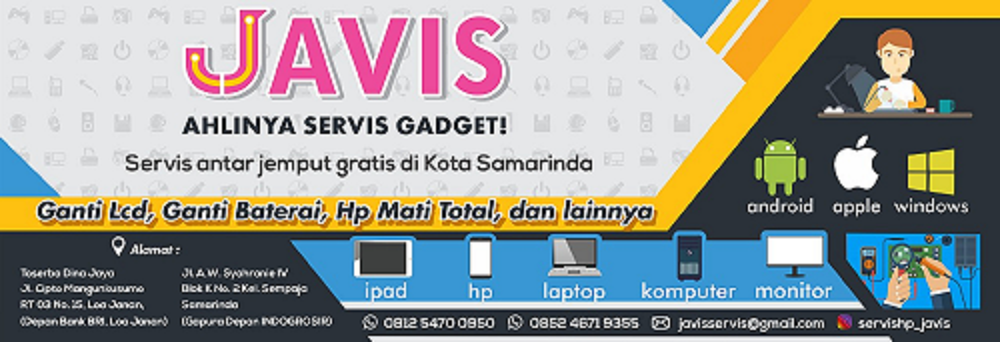 JAVIS
AHLINYA SERVIS GADGET!
Servis antar jemput gratis di Kota Samarinda
Ganti Lcd, Ganti Baterai, Hp Mati Total, dan lainnya
android apple windows
Alamat :
Toserba Dina Jaya
Jl. Cipto Mangunkusumo
RT 03 No. 15, Loa Janan,
(Depan Bank BRI, Loa Janan)
Jl. A.W. Syahranie IV
Blok K No. 2 Kel. Sempaja
Samarinda
(Gapura Depan INDOGROSIR)
ipad hp laptop komputer monitor
0812 5470 0950 0852 4671 9355 javisservis@gmail.com servishp_javis